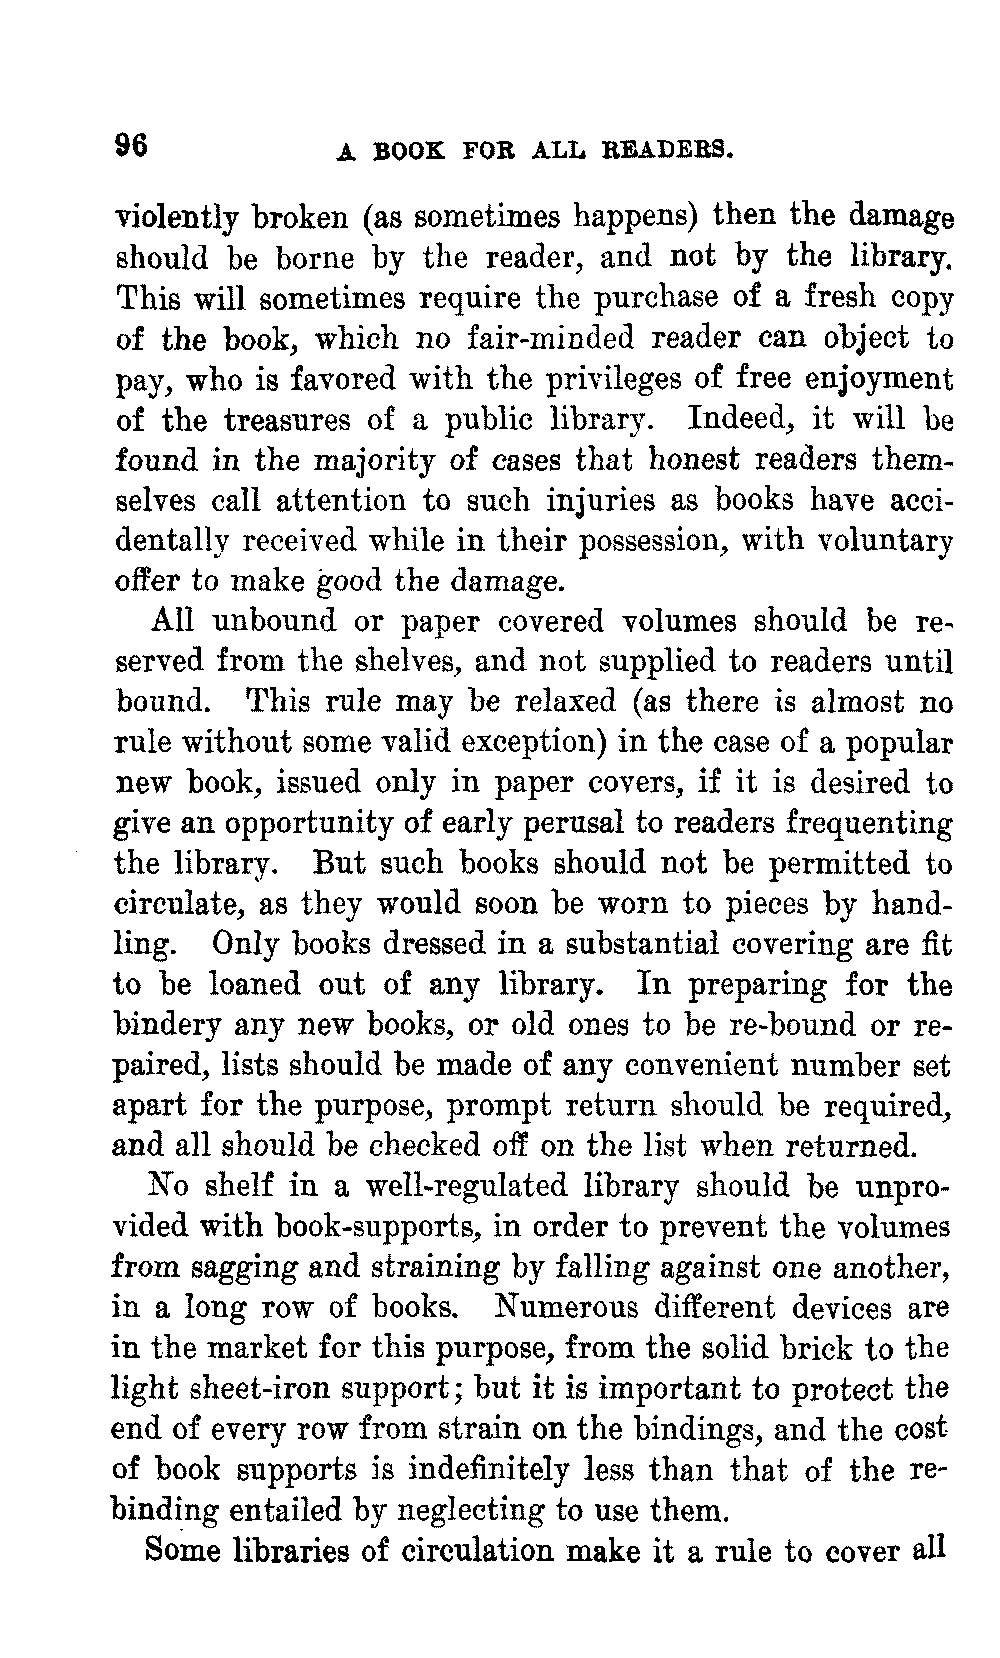 96
A BOOK FOR ALL READERS.
violently broken (as sometimes happens) then the damage
should be borne by the reader, and not by the library.
This will sometimes require the purchase of a fresh copy
of the book, which no fair-minded reader can object to
pay, who is favored with the privileges of free enjoyment
of the treasures of a public library. Indeed, it will be
found in the majority of cases that honest readers them-
selves call attention to such injuries as books have acci-
dentally received while in their possession, with voluntary
offer to make good the damage.
All unbound or paper covered volumes should be re-
served from the shelves, and not supplied to readers until
bound. This rule may be relaxed (as there is almost no
rule without some valid exception) in the case of a popular
new book, issued only in paper covers, if it is desired to
give an opportunity of early perusal to readers frequenting
the library. But such books should not be permitted to
circulate, as they would soon be worn to pieces by hand-
ling. Only books dressed in a substantial covering are fit
to be loaned out of any library. In preparing for the
bindery any new books, or old ones to be re-bound or re-
paired, lists should be made of any convenient number set
apart for the purpose, prompt return should be required,
and all should be checked off on the list when returned.
No shelf in a well-regulated library should be unpro-
vided with book-supports, in order to prevent the volumes
from sagging and straining by falling against one another,
in a long row of books. Numerous different devices are
in the market for this purpose, from the solid brick to the
light sheet-iron support; but it is important to protect the
end of every row from strain on the bindings, and the cost
of book supports is indefinitely less than that of the re-
binding entailed by neglecting to use them.
Some libraries of circulation make it a rule to cover all